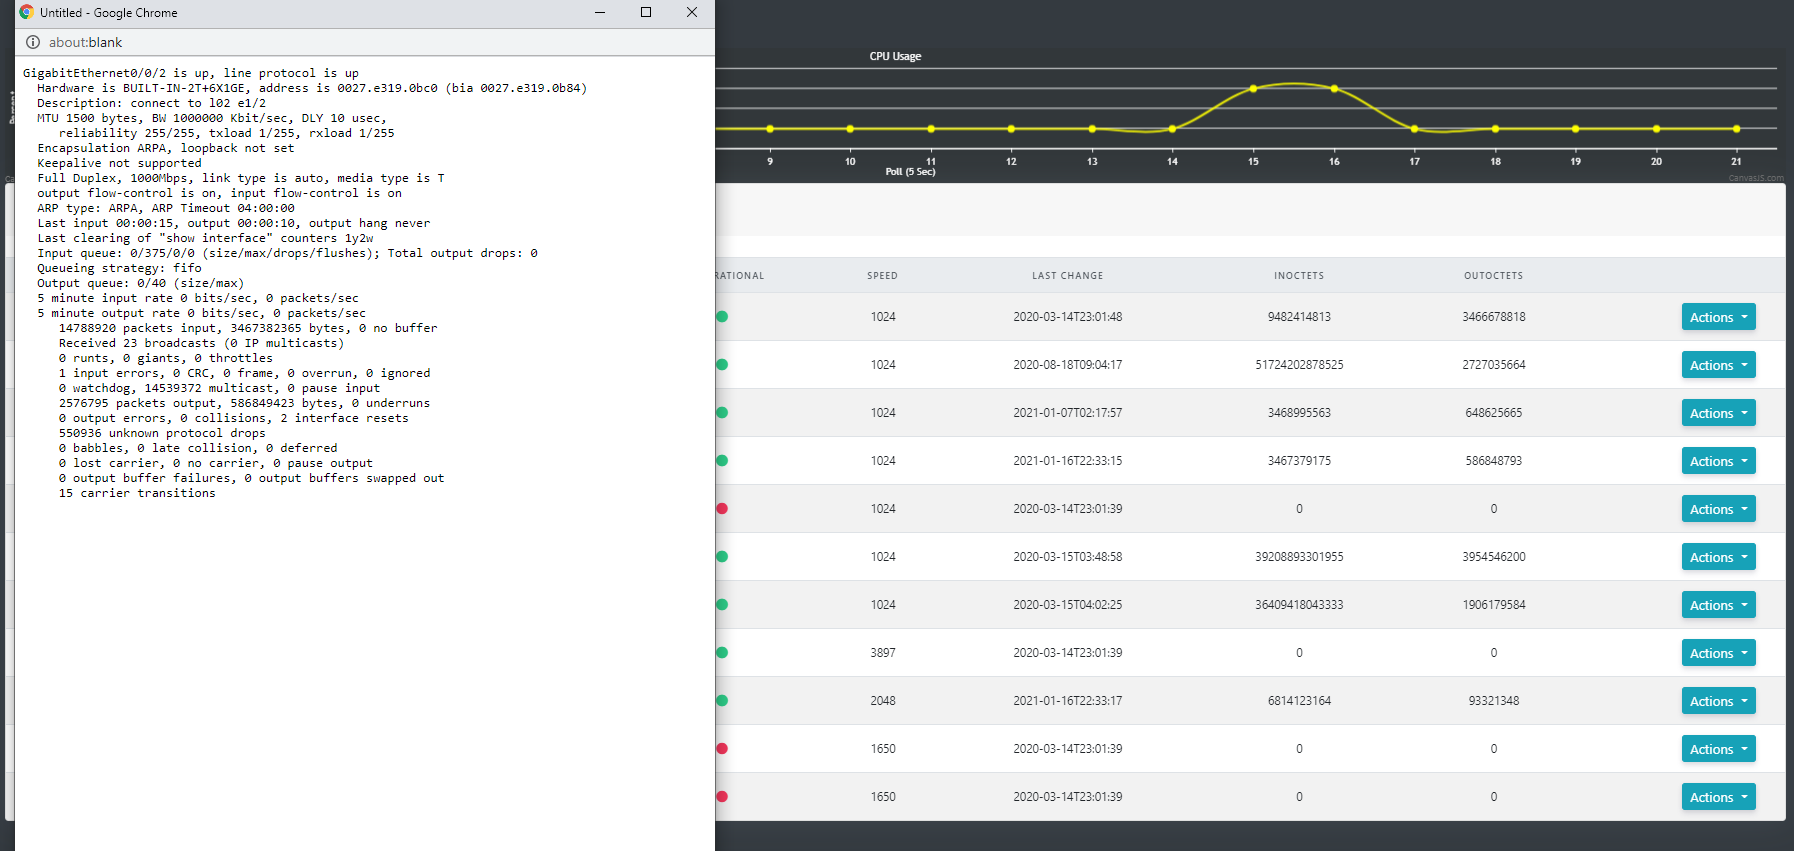 Untitled - Google Chrome
about:blank
GigabitEthernet0/0/2 is up, line protocol is up
Hardware is BUILT-IN-2T+6X1GE, address is 0027.e319.0bc0 (bia 0027.e319.0b84)
Description: connect to l02 e1/2
MTU 1500 bytes, BW 1000000 Kbit/sec, DLY 10 usec,
reliability 255/255, txload 1/255, rxload 1/255
Encapsulation ARPA, loopback not set
Keepalive not supported
Full Duplex, 1000Mbps, link type is auto, media type is T
output flow-control is on, input flow-control is on
ARP type: ARPA, ARP Timeout 04:00:00
Last input 00:00:15, output 00:00:10, output hang never
Last clearing of "show interface" counters 1y2w
Input queue: 0/375/0/0 (size/max/drops/flushes); Total output drops: 0
Queueing strategy: fifo
Output queue: 0/40 (size/max)
5 minute input rate 0 bits/sec, 0 packets/sec
5 minute output rate 0 bits/sec, 0 packets/sec
14788920 packets input, 3467382365 bytes, 0 no buffer
Received 23 broadcasts (0 IP multicasts)
0 runts, 0 giants, 0 throttles
1 input errors, 0 CRC, 0 frame, 0 overrun, 0 ignored
0 watchdog, 14539372 multicast, 0 pause input
2576795 packets output, 586849423 bytes, 0 underruns
0 output errors, 0 collisions, 2 interface resets
550936 unknown protocol drops
0 babbles, 0 late collision, 0 deferred
0 lost carrier, 0 no carrier, 0 pause output
0 output buffer failures, 0 output buffers swapped out
15 carrier transitions
CPU Usage
9 10 11 12 13 14 15 16 17 18 19 20 21
Poll (5 Sec)
CanvasJS.com
RATIONAL SPEED LAST CHANGE INOCTETS OUTOCTETS
1024 2020-03-14T23:01:48 9482414813 3466678818 Actions
1024 2020-08-18T09:04:17 51724202878525 2727035664 Actions
1024 2021-01-07T02:17:57 3468995563 648625665 Actions
1024 2021-01-16T22:33:15 3467379175 586848793 Actions
1024 2020-03-14T23:01:39 0 0 Actions
1024 2020-03-15T03:48:58 39208893301955 3954546200 Actions
1024 2020-03-15T04:02:25 36409418043333 1906179584 Actions
3897 2020-03-14T23:01:39 0 0 Actions
2048 2021-01-16T22:33:17 6814123164 93321348 Actions
1650 2020-03-14T23:01:39 0 0 Actions
1650 2020-03-14T23:01:39 0 0 Actions